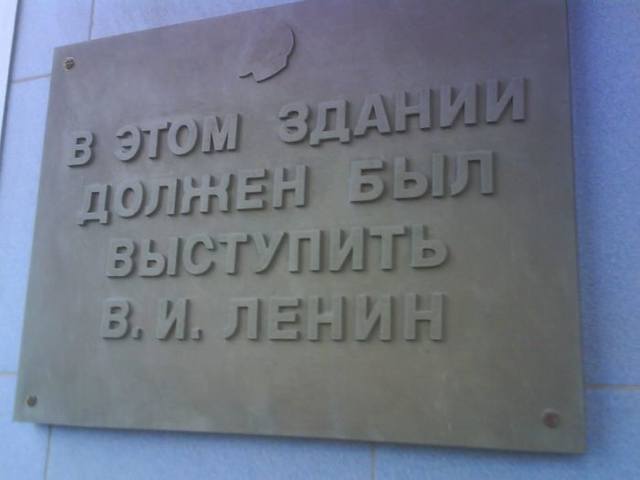 В ЭТОМ ЗДАНИИ
ДОЛЖЕН БЫЛ
ВЫСТУПИТЬ
В. И. ЛЕНИН